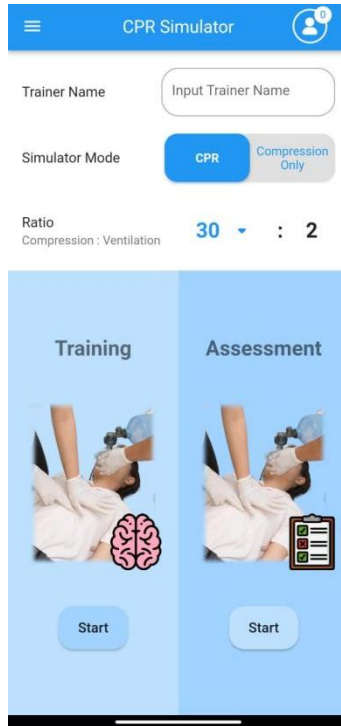 CPR Simulator
0
Trainer Name
Input Trainer Name
Simulator Mode
CPR
Compression
Only
Ratio
Compression : Ventilation
30 : 2
Training
Assessment
Start
Start